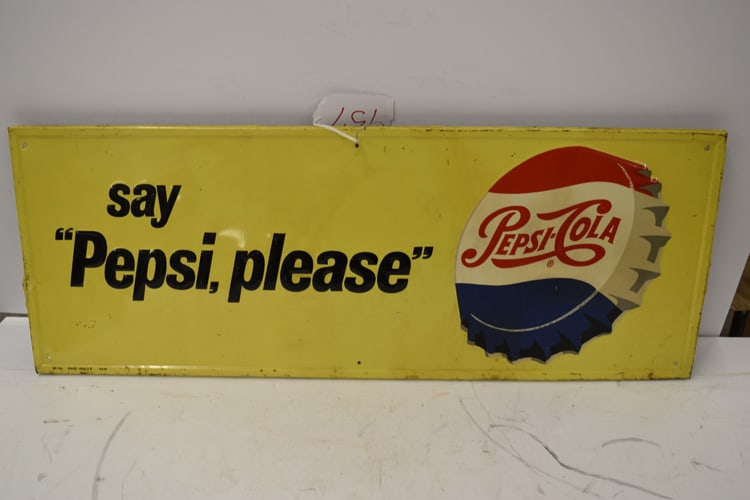 say
"Pepsi, please"
PEPSI-COLA
®